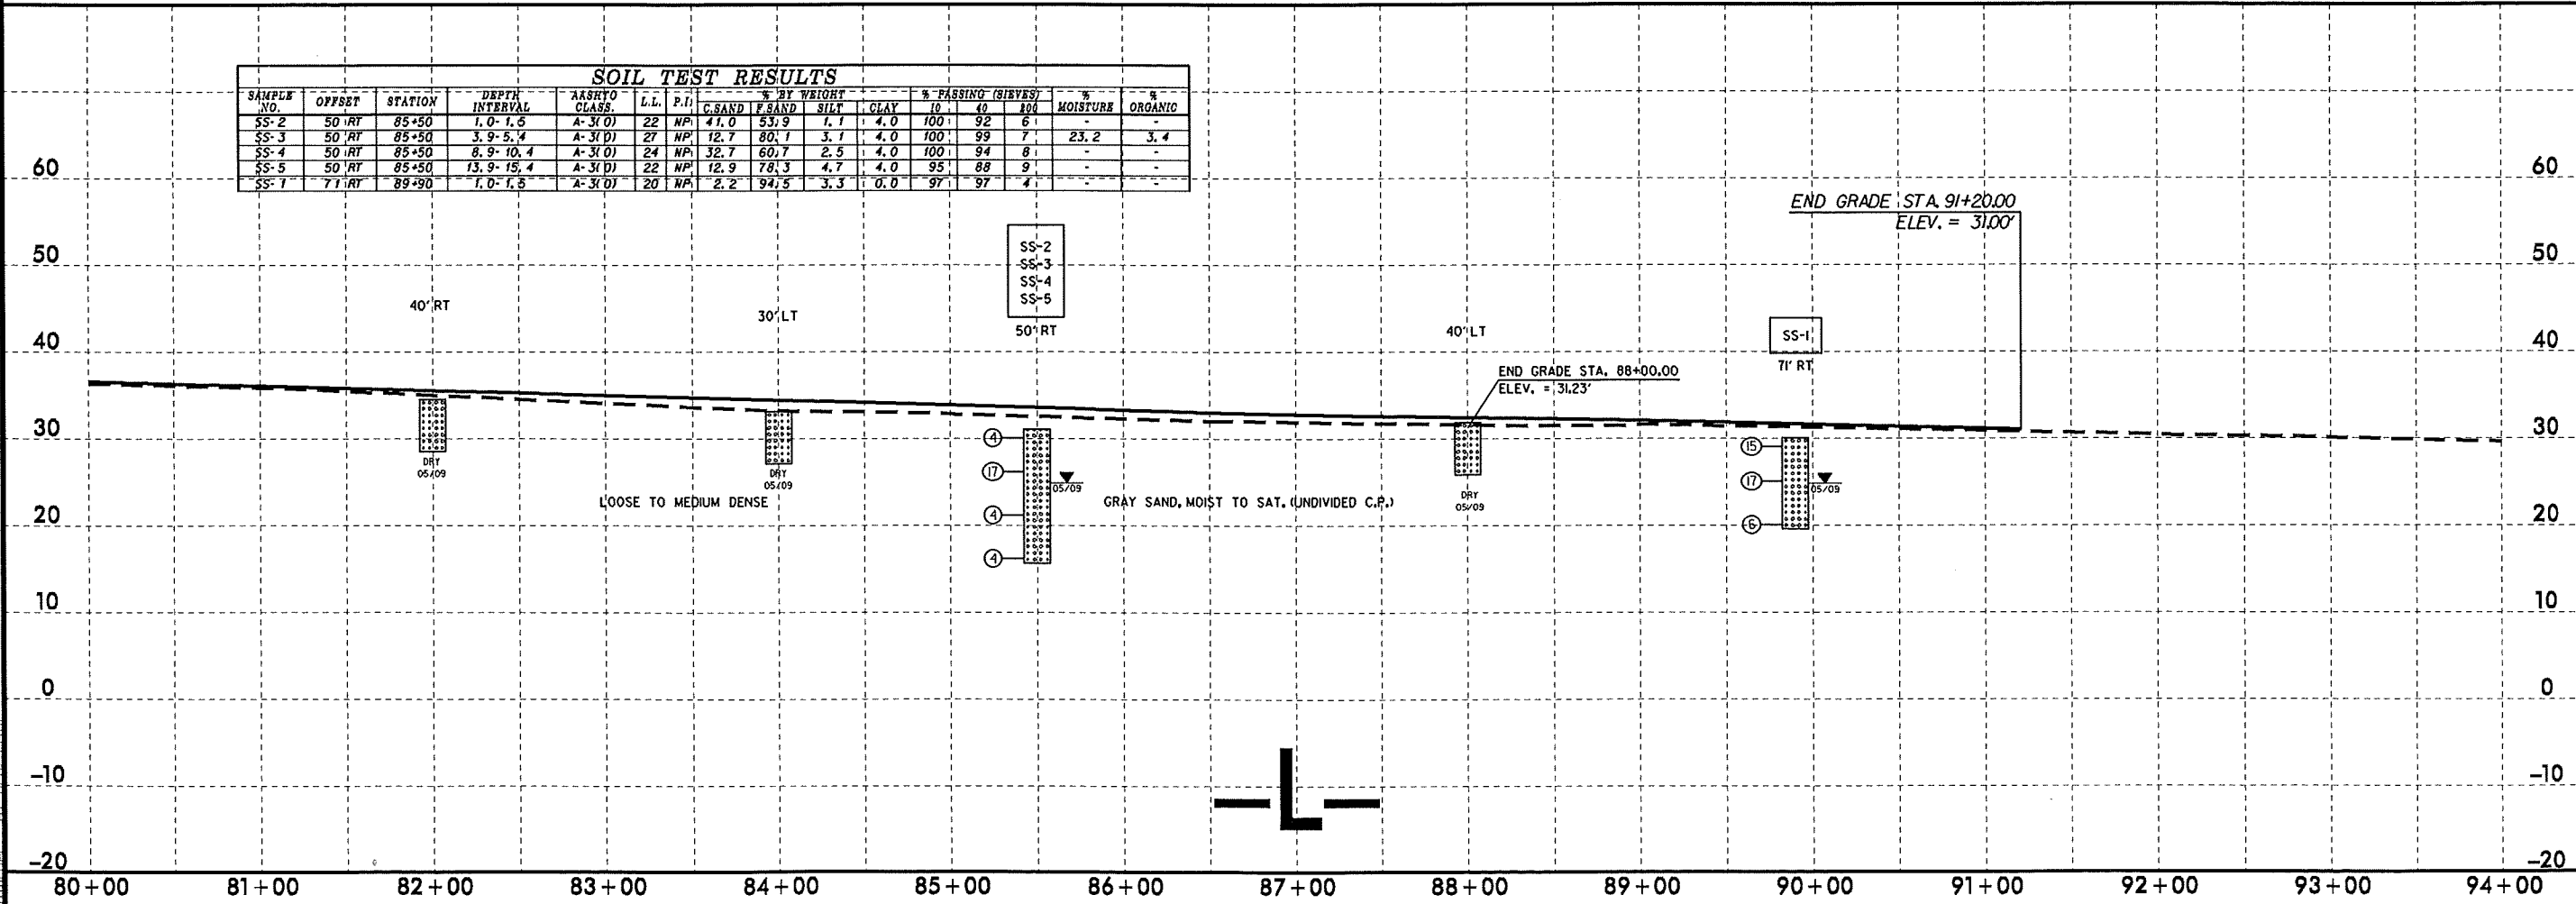 SOIL TEST RESULTS
SAMPLE NO. OFFSET STATION DEPTH INTERVAL AASHTO CLASS. L.L. P.I. % BY WEIGHT % PASSING (SIEVES) % MOISTURE % ORGANIC
C.SAND F.SAND SILT CLAY 10 40 200
SS-2 50 RT 85+50 1.0-1.5 A-3(0) 22 NP 41.0 53.9 1.1 4.0 100 92 6 - -
SS-3 50 RT 85+50 3.9-5.4 A-3(0) 27 NP 12.7 80.1 3.1 4.0 100 99 7 23.2 3.4
SS-4 50 RT 85+50 8.9-10.4 A-3(0) 24 NP 32.7 60.7 2.5 4.0 100 94 8 - -
SS-5 50 RT 85+50 13.9-15.4 A-3(0) 22 NP 12.9 78.3 4.7 4.0 95 88 9 - -
SS-1 71 RT 89+90 1.0-1.5 A-3(0) 20 NP 2.2 94.5 3.3 0.0 97 97 4 - -
60 60
END GRADE STA. 91+20.00
ELEV. = 31.00'
50 50
SS-2
SS-3
SS-4
SS-5
50' RT
40' RT
30' LT
40' LT
SS-1
71' RT
40 40
END GRADE STA. 88+00.00
ELEV. = 31.23'
30 30
4
17
4
4
15
17
6
DRY
05/09
DRY
05/09
05/09
DRY
05/09
05/09
LOOSE TO MEDIUM DENSE GRAY SAND, MOIST TO SAT. (UNDIVIDED C.P.)
20 20
10 10
0 0
-10 -10
L
-20 -20
80+00 81+00 82+00 83+00 84+00 85+00 86+00 87+00 88+00 89+00 90+00 91+00 92+00 93+00 94+00